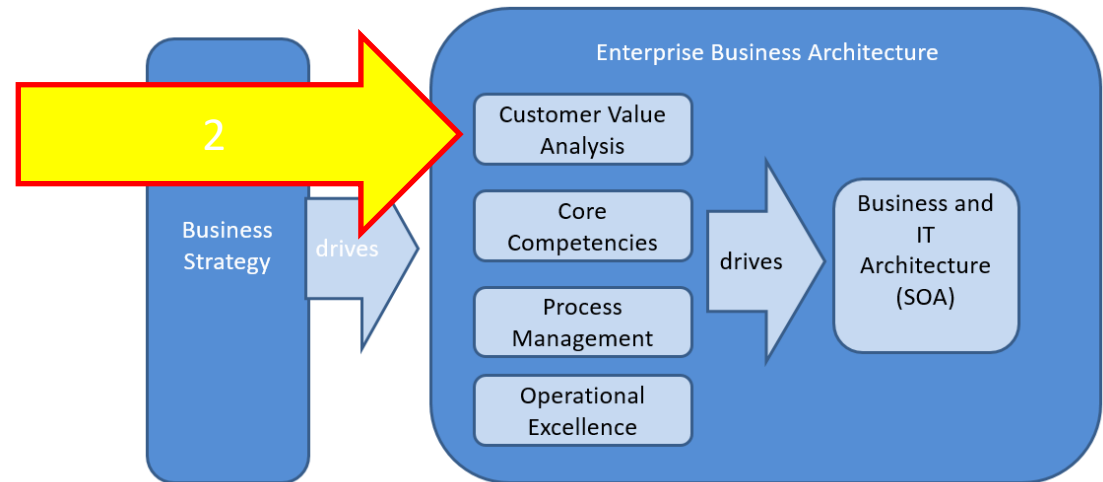 2
Business
Strategy
drives
Enterprise Business Architecture
Customer Value
Analysis
Core
Competencies
Process
Management
Operational
Excellence
drives
Business and
IT
Architecture
(SOA)